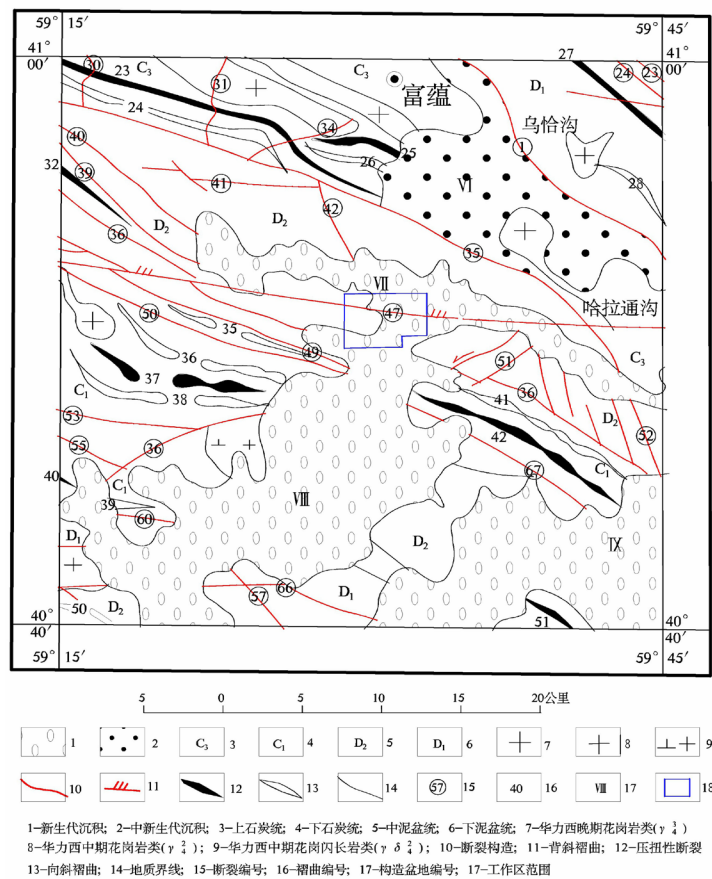 59° 15′
59° 45′
41° 00′
41° 00′
30
23
C3
24
31
C3
富蕴
27
24
23
D1
34
25
26
乌恰沟
1
28
40
39
32
41
42
D2
D2
36
VI
35
VII
哈拉通沟
47
50
35
49
36
37
38
C1
C3
51
36
41
42
D2
52
53
55
36
67
C1
40
C1
39
60
VIII
D2
IX
D1
66
57
D1
50
D2
51
40° 40′
40° 40′
59° 15′
59° 45′
5 0 5 10 15 20公里
1 2 C3 3 C1 4 D2 5 D1 6 7 8 9
10 11 12 13 14 57 15 40 16 VIII 17 18
1—新生代沉积; 2—中新生代沉积; 3—上石炭统; 4—下石炭统; 5—中泥盆统; 6—下泥盆统; 7—华力西晚期花岗岩类(γ 3 4)
8—华力西中期花岗岩类(γ 2 4); 9—华力西中期花岗闪长岩类(γ δ 2 4); 10—断裂构造; 11—背斜褶曲; 12—压扭性断裂
13—向斜褶曲; 14—地质界线; 15—断裂编号; 16—褶曲编号; 17—构造盆地编号; 17—工作区范围